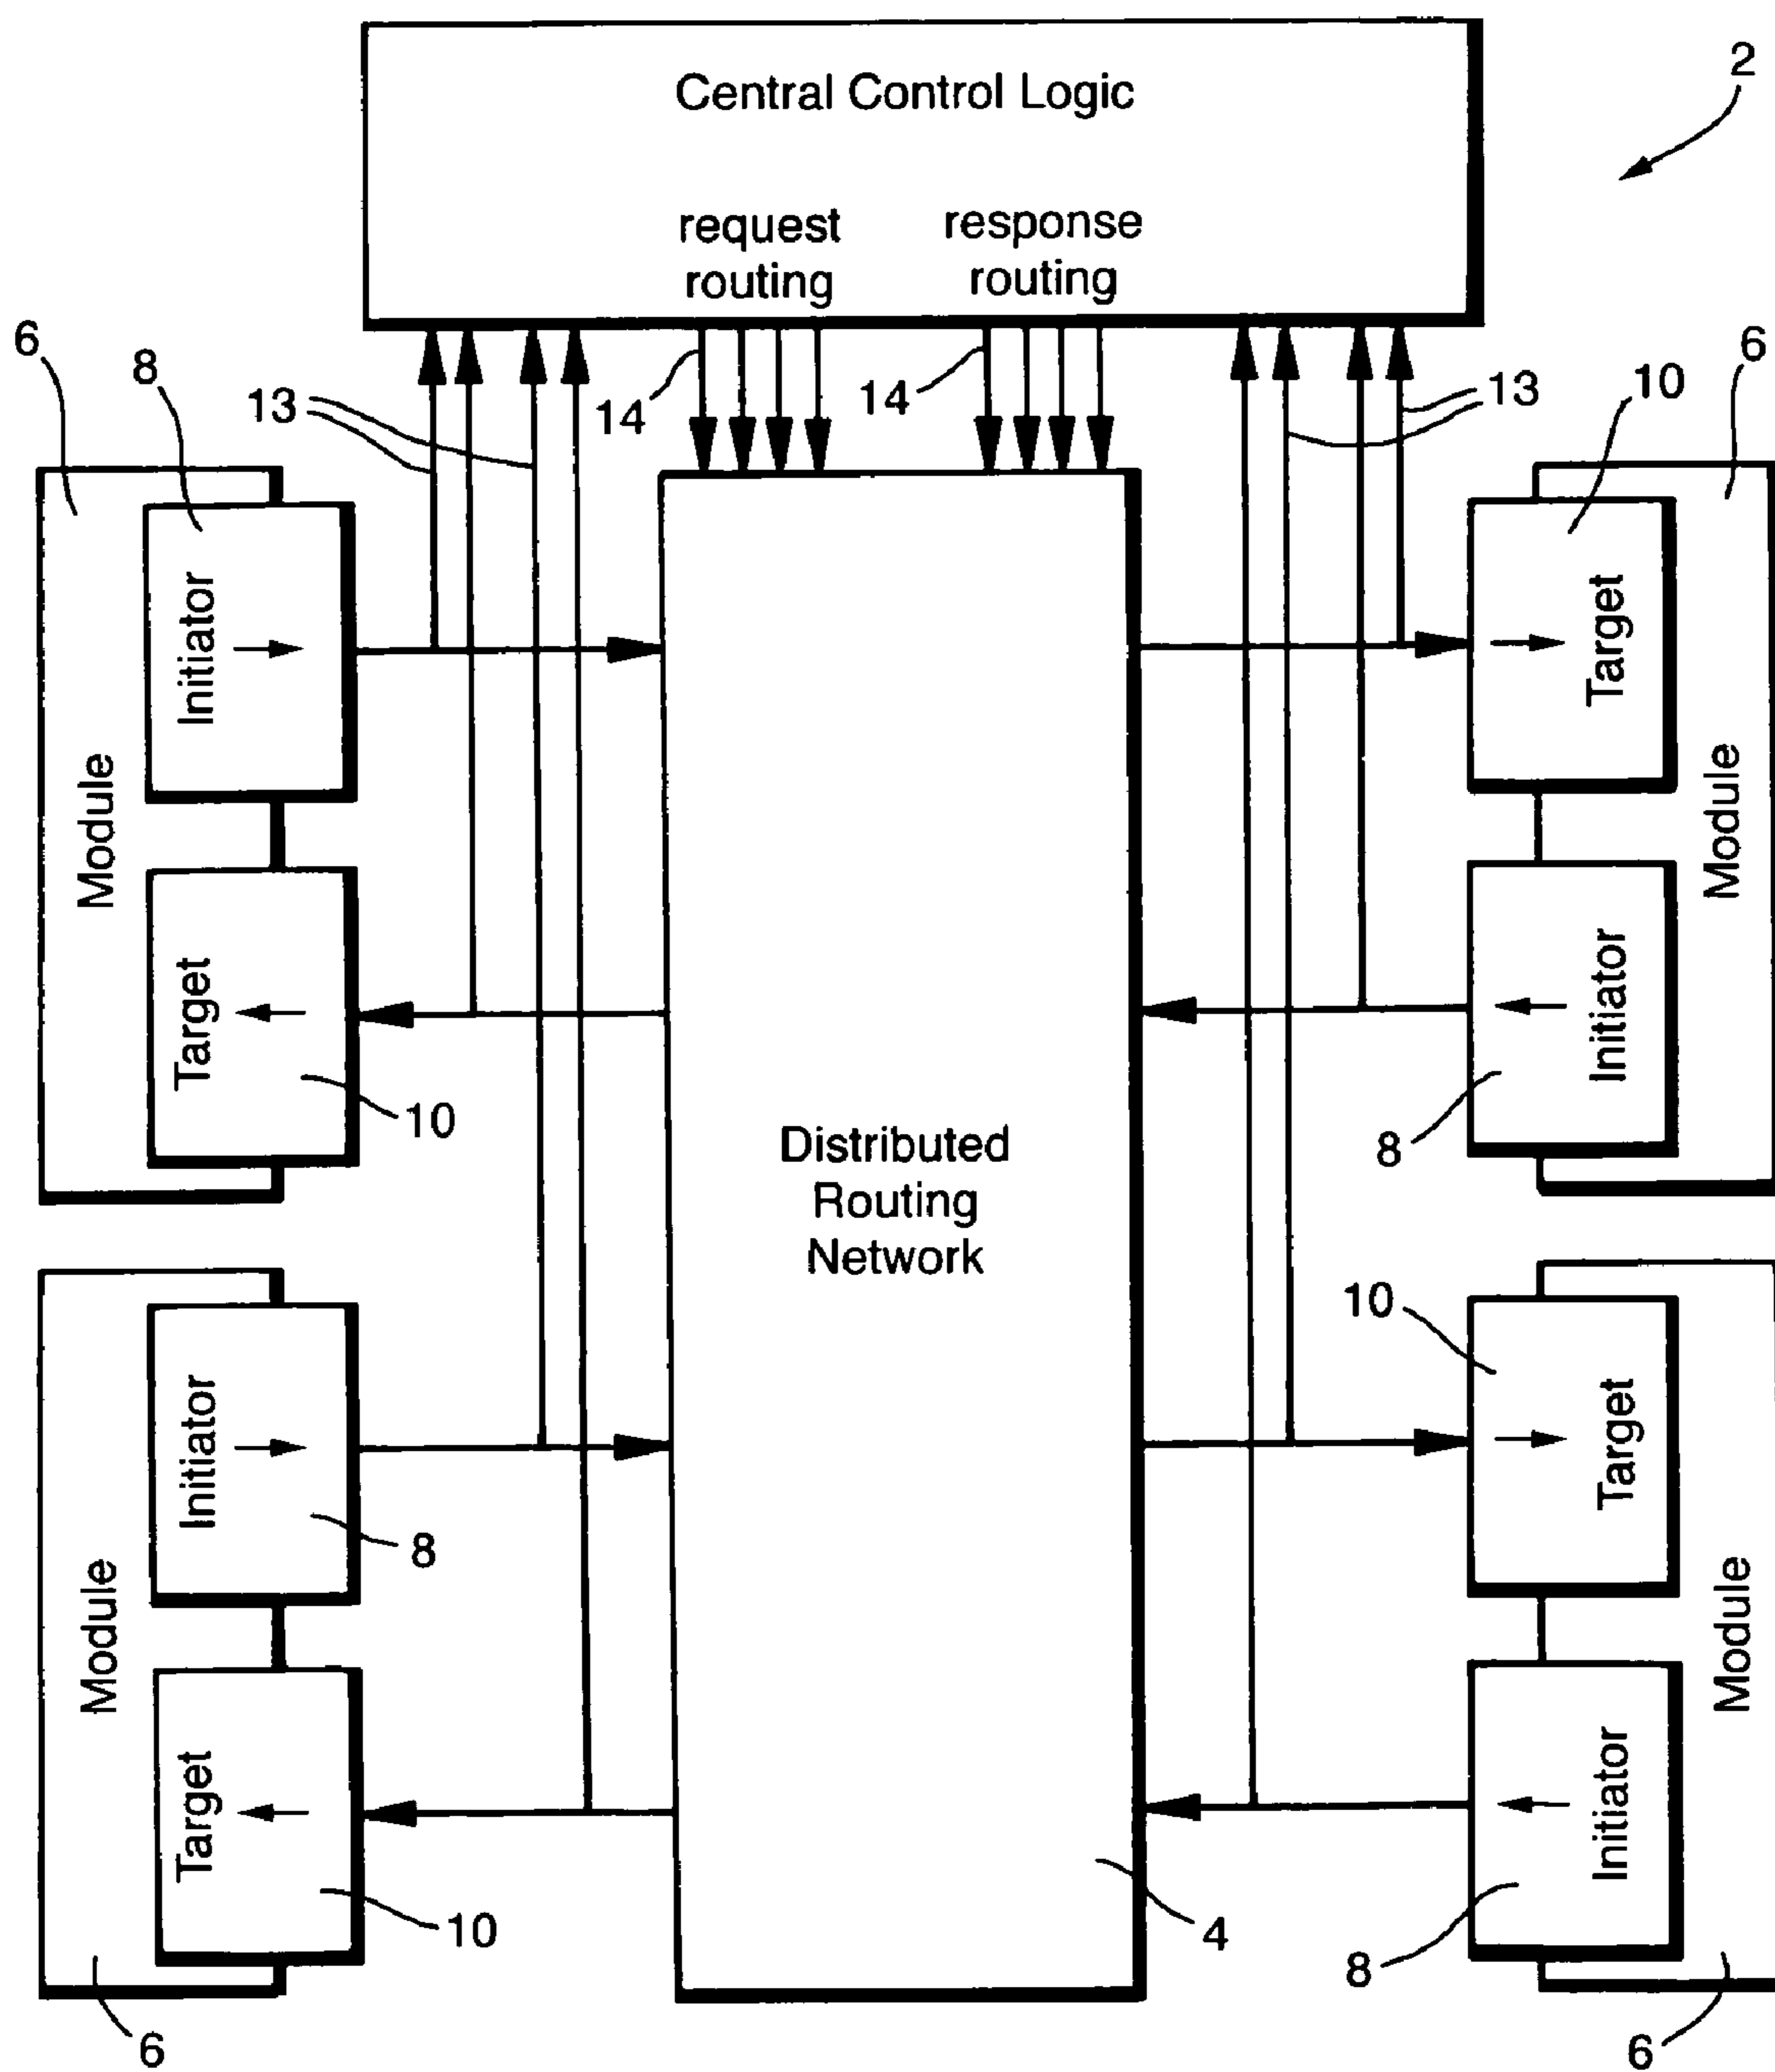 Central Control Logic
2
request
routing
response
routing
6
8
13
14
14
13
10
6
Initiator
Target
Module
Module
Target
10
Initiator
8
Distributed
Routing
Network
10
Initiator
Target
8
Module
Module
Target
Initiator
10
4
8
6
6